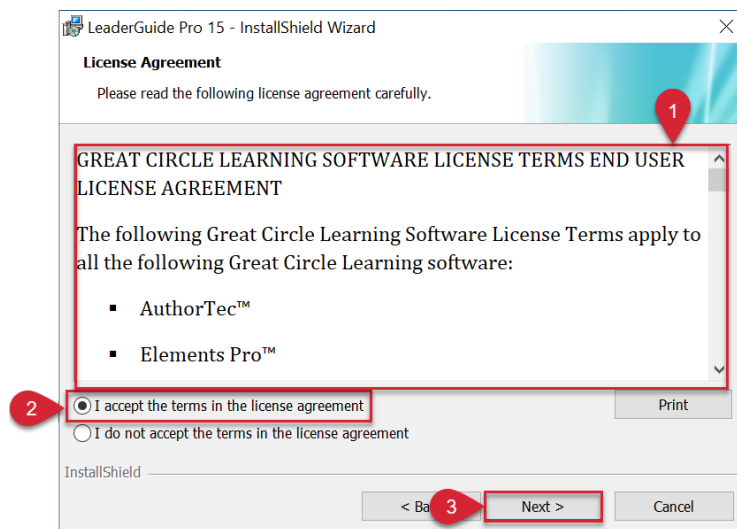 LeaderGuide Pro 15 - InstallShield Wizard
License Agreement
Please read the following license agreement carefully.
1
GREAT CIRCLE LEARNING SOFTWARE LICENSE TERMS END USER
LICENSE AGREEMENT
The following Great Circle Learning Software License Terms apply to
all the following Great Circle Learning software:
▪ AuthorTec™
▪ Elements Pro™
2
I accept the terms in the license agreement
Print
I do not accept the terms in the license agreement
InstallShield
< Ba
3
Next >
Cancel